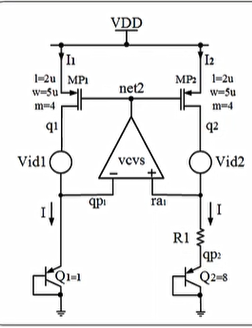 VDD
I₁
I₂
l=2u
w=5u
m=4
MP₁
net2
MP₂
l=2u
w=5u
m=4
q1
q2
Vid1
vcvs
Vid2
− +
qp₁
ra₁
I
I
R1
qp₂
Q₁=1
Q₂=8